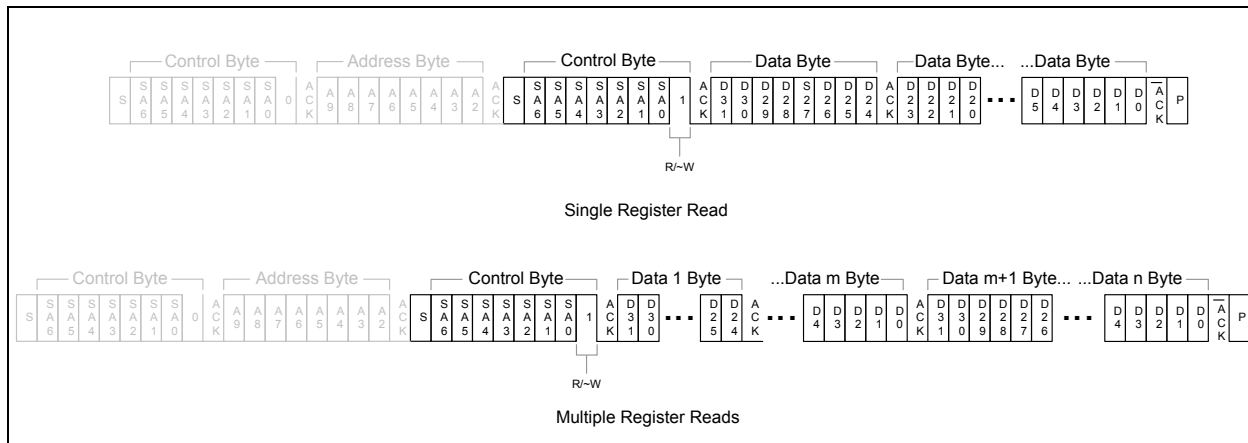 Control Byte Address Byte Control Byte Data Byte Data Byte... ...Data Byte
S SA6 SA5 SA4 SA3 SA2 SA1 SA0 0 ACK A9 A8 A7 A6 A5 A4 A3 A2 ACK S SA6 SA5 SA4 SA3 SA2 SA1 SA0 1 ACK D31 D30 D29 D28 S27 D26 D25 D24 ACK D23 D22 D21 D20 ... D5 D4 D3 D2 D1 D0 ACK P
R/~W
Single Register Read
Control Byte Address Byte Control Byte Data 1 Byte ...Data m Byte Data m+1 Byte... ...Data n Byte
S SA6 SA5 SA4 SA3 SA2 SA1 SA0 0 ACK A9 A8 A7 A6 A5 A4 A3 A2 ACK S SA6 SA5 SA4 SA3 SA2 SA1 SA0 1 ACK D31 D30 ... D25 D24 ACK ... D4 D3 D2 D1 D0 ACK D31 D30 D29 D28 D27 D26 ... D4 D3 D2 D1 D0 ACK P
R/~W
Multiple Register Reads